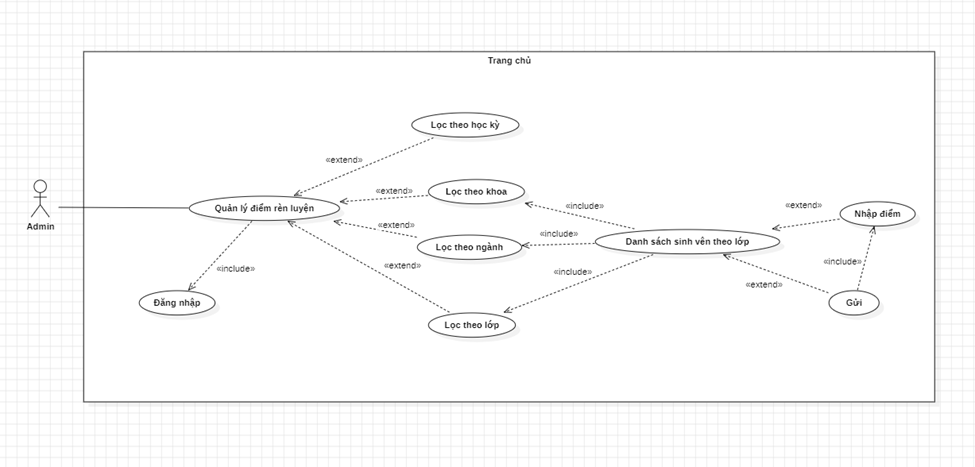 Trang chủ
Lọc theo học kỳ
«extend»
Lọc theo khoa
«extend»
Quản lý điểm rèn luyện
Admin
«extend»
Lọc theo ngành
«extend»
«include»
«include»
Danh sách sinh vên theo lớp
«extend»
Nhập điểm
«include»
Đăng nhập
«include»
«include»
«extend»
Gửi
Lọc theo lớp